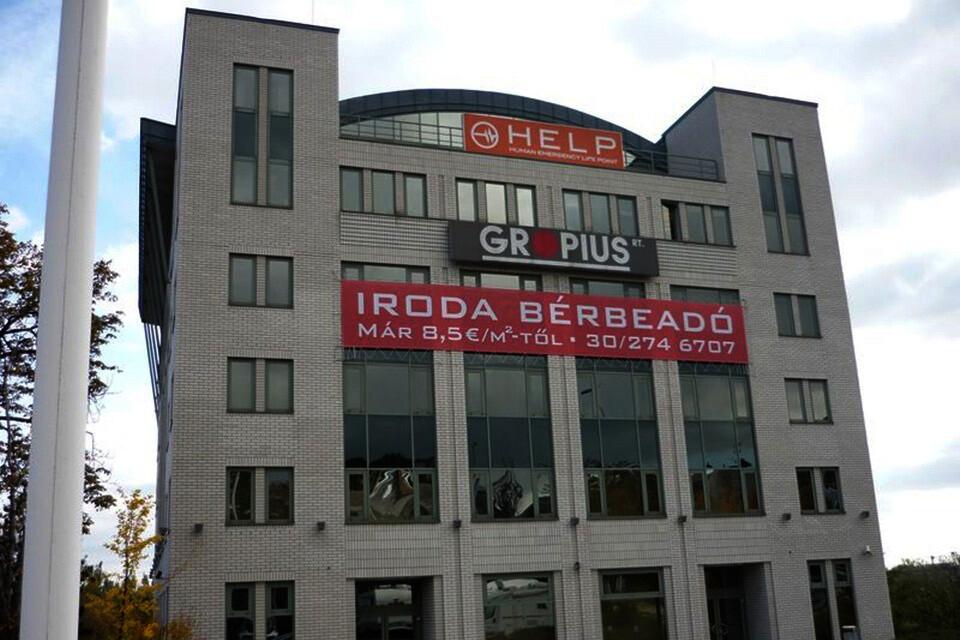 HELP
HUMAN EMERGENCY LIFE POINT
GROPIUS RT.
IRODA BÉRBEADÓ
MÁR 8,5€/M²-TŐL · 30/274 6707